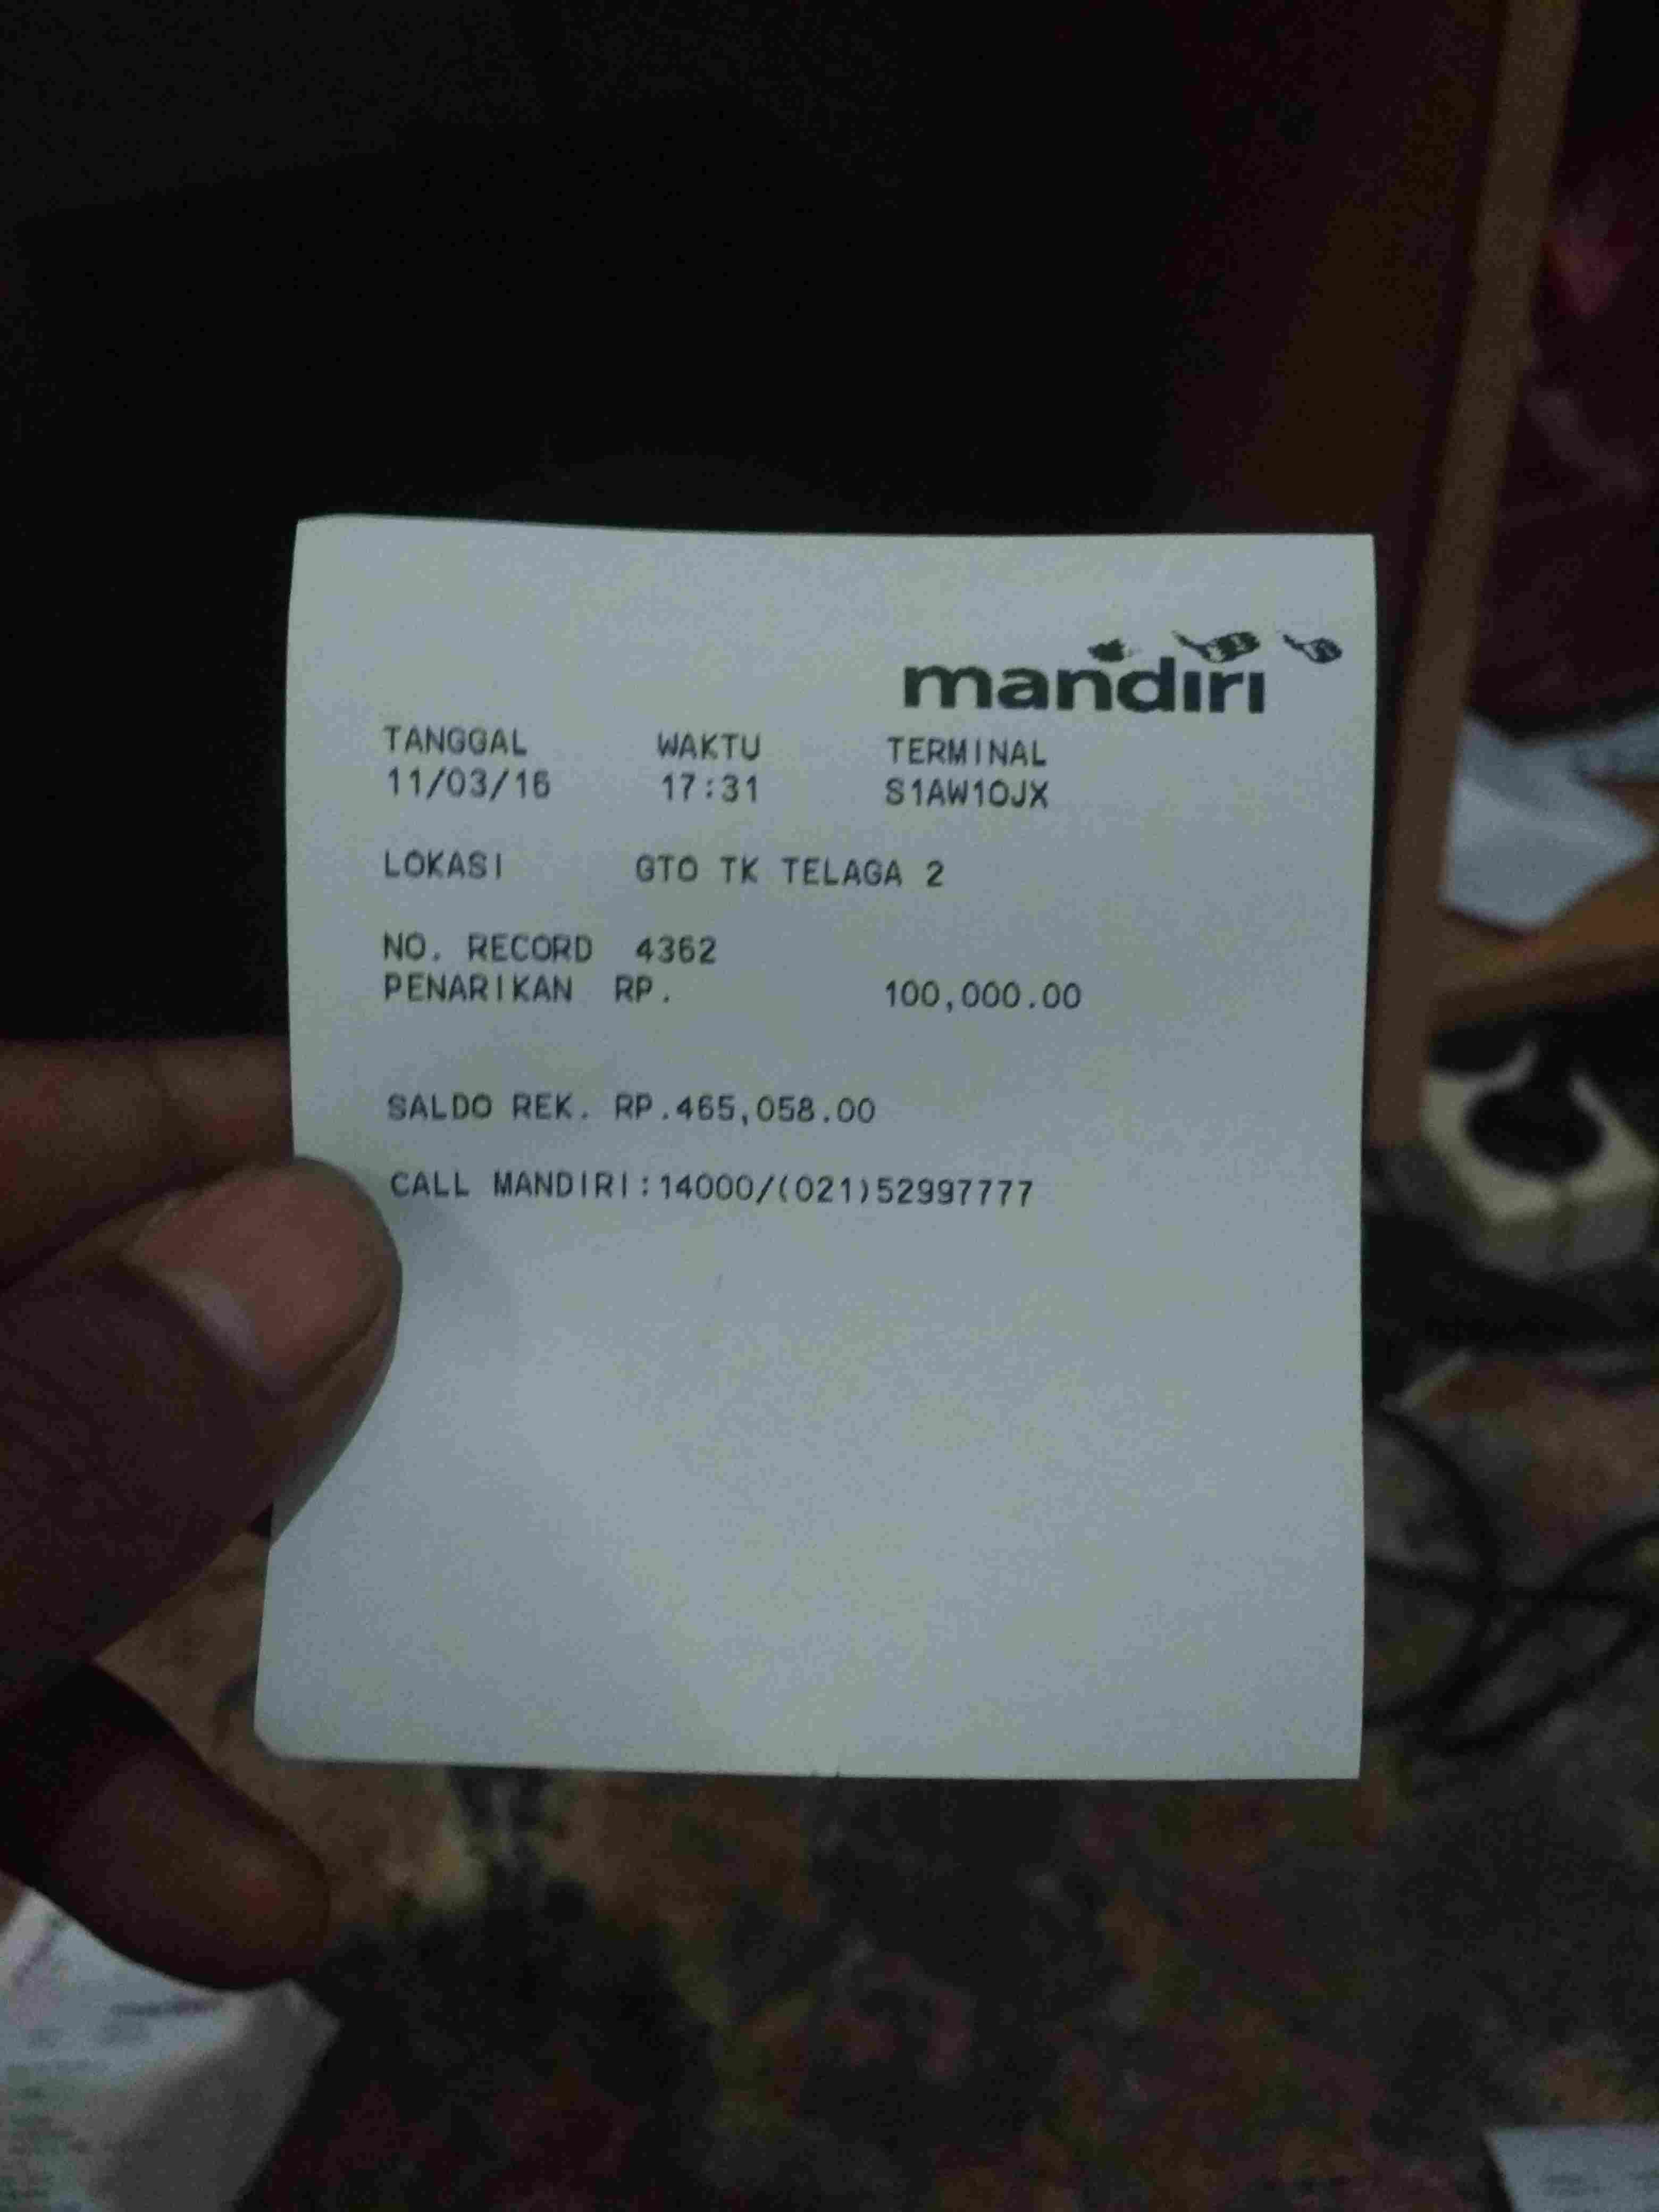 mandiri
TANGGAL WAKTU TERMINAL
11/03/16 17:31 S1AW10JX
LOKASI GTO TK TELAGA 2
NO. RECORD 4362
PENARIKAN RP. 100,000.00
SALDO REK. RP.465,058.00
CALL MANDIRI:14000/(021)52997777